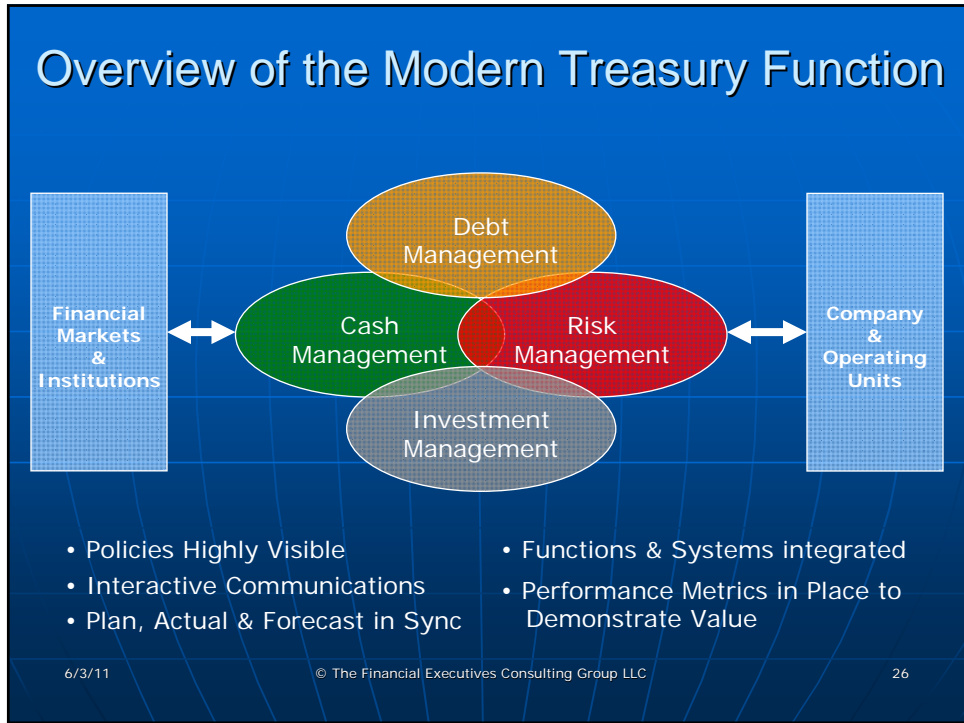 Overview of the Modern Treasury Function
Debt
Management
Financial
Markets
&
Institutions
Cash
Management
Risk
Management
Company
&
Operating
Units
Investment
Management
• Policies Highly Visible
• Interactive Communications
• Plan, Actual & Forecast in Sync
• Functions & Systems integrated
• Performance Metrics in Place to
Demonstrate Value
6/3/11
© The Financial Executives Consulting Group LLC
26